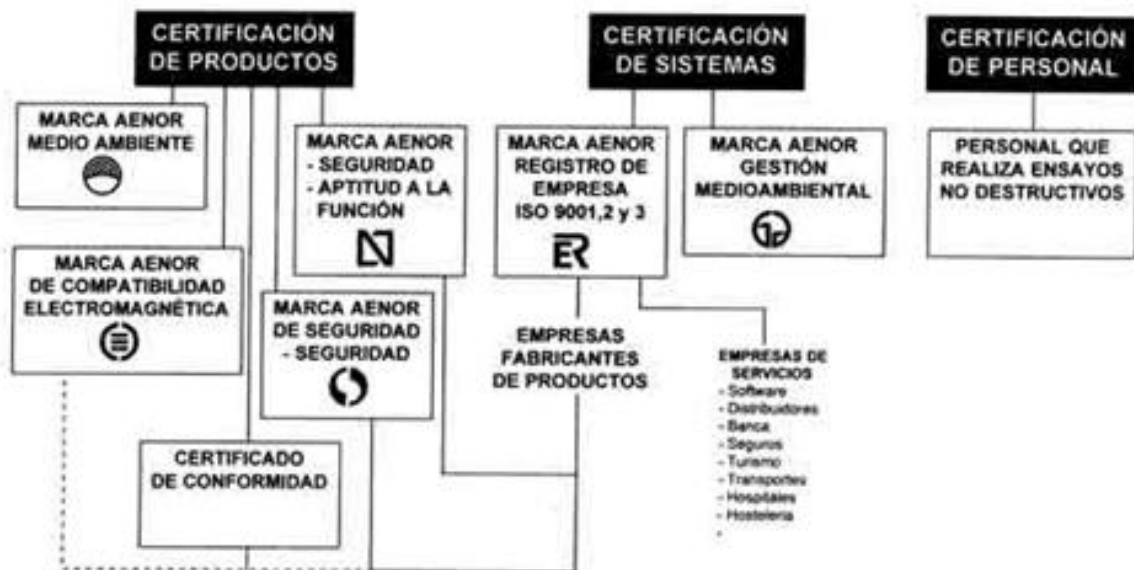 CERTIFICACIÓN
DE PRODUCTOS
CERTIFICACIÓN
DE SISTEMAS
CERTIFICACIÓN
DE PERSONAL
MARCA AENOR
MEDIO AMBIENTE
MARCA AENOR
- SEGURIDAD
- APTITUD A LA
FUNCIÓN
N
MARCA AENOR
REGISTRO DE
EMPRESA
ISO 9001,2 y 3
ER
MARCA AENOR
GESTIÓN
MEDIOAMBIENTAL
PERSONAL QUE
REALIZA ENSAYOS
NO DESTRUCTIVOS
MARCA AENOR
DE COMPATIBILIDAD
ELECTROMAGNÉTICA
MARCA AENOR
DE SEGURIDAD
- SEGURIDAD
EMPRESAS
FABRICANTES
DE PRODUCTOS
EMPRESAS DE
SERVICIOS
- Software
- Distribuidores
- Banca
- Seguros
- Turismo
- Transportes
- Hospitales
- Hostelería
-
CERTIFICADO
DE CONFORMIDAD